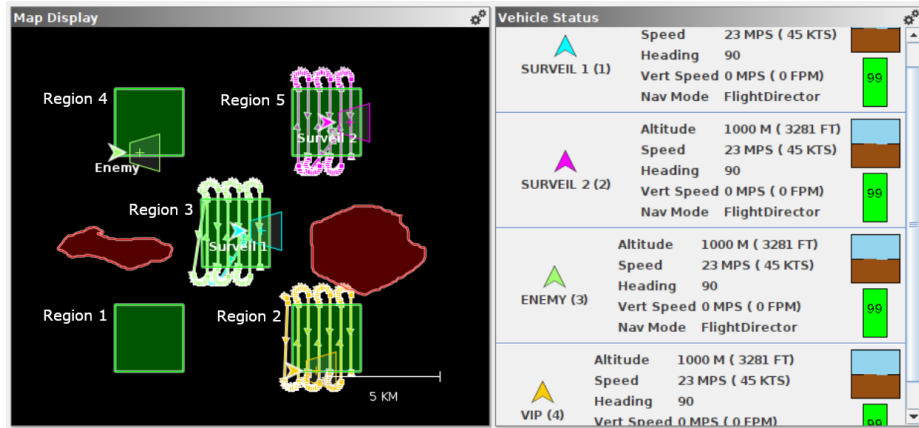 Map Display
Region 4
Region 5
Surveil 2
Enemy
Region 3
Surveil 1
Region 1
Region 2
5 KM
Vehicle Status
SURVEIL 1 (1)
Speed 23 MPS ( 45 KTS)
Heading 90
Vert Speed 0 MPS ( 0 FPM)
Nav Mode FlightDirector
99
SURVEIL 2 (2)
Altitude 1000 M ( 3281 FT)
Speed 23 MPS ( 45 KTS)
Heading 90
Vert Speed 0 MPS ( 0 FPM)
Nav Mode FlightDirector
99
ENEMY (3)
Altitude 1000 M ( 3281 FT)
Speed 23 MPS ( 45 KTS)
Heading 90
Vert Speed 0 MPS ( 0 FPM)
Nav Mode FlightDirector
99
VIP (4)
Altitude 1000 M ( 3281 FT)
Speed 23 MPS ( 45 KTS)
Heading 90
Vert Speed 0 MPS ( 0 FPM)
99